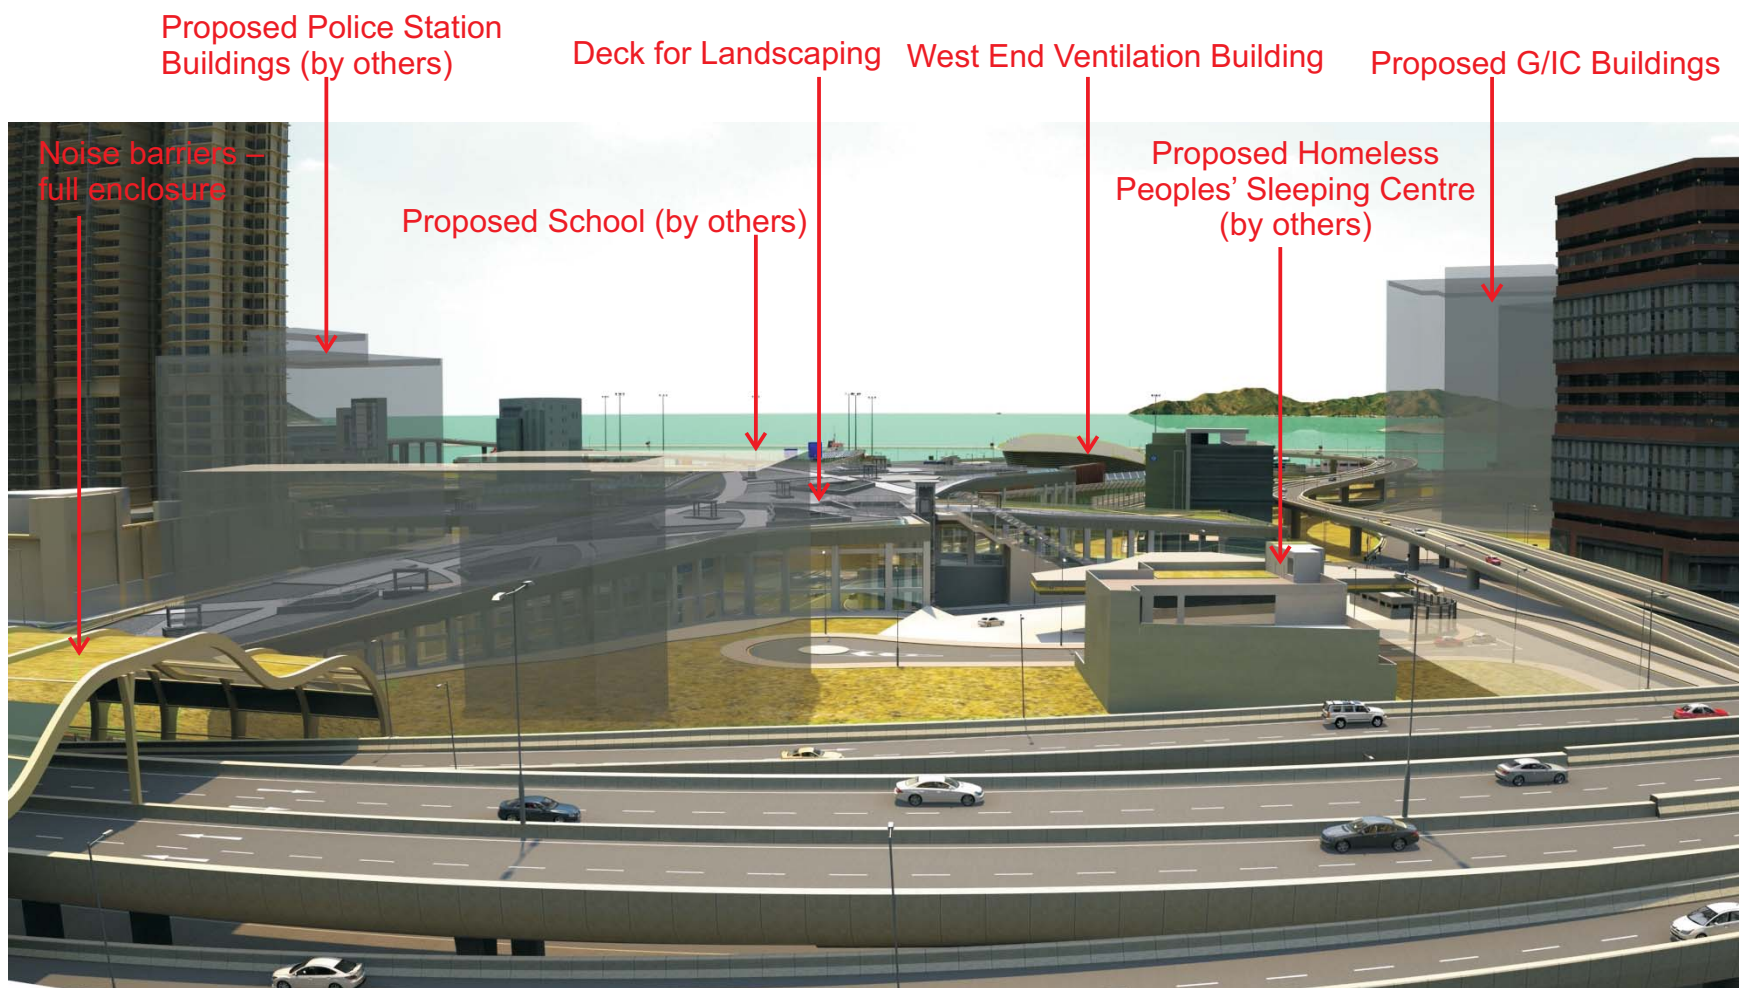 Proposed Police Station
Buildings (by others)
Deck for Landscaping
West End Ventilation Building
Proposed G/IC Buildings
Noise barriers –
full enclosure
Proposed School (by others)
Proposed Homeless
Peoples’ Sleeping Centre
(by others)